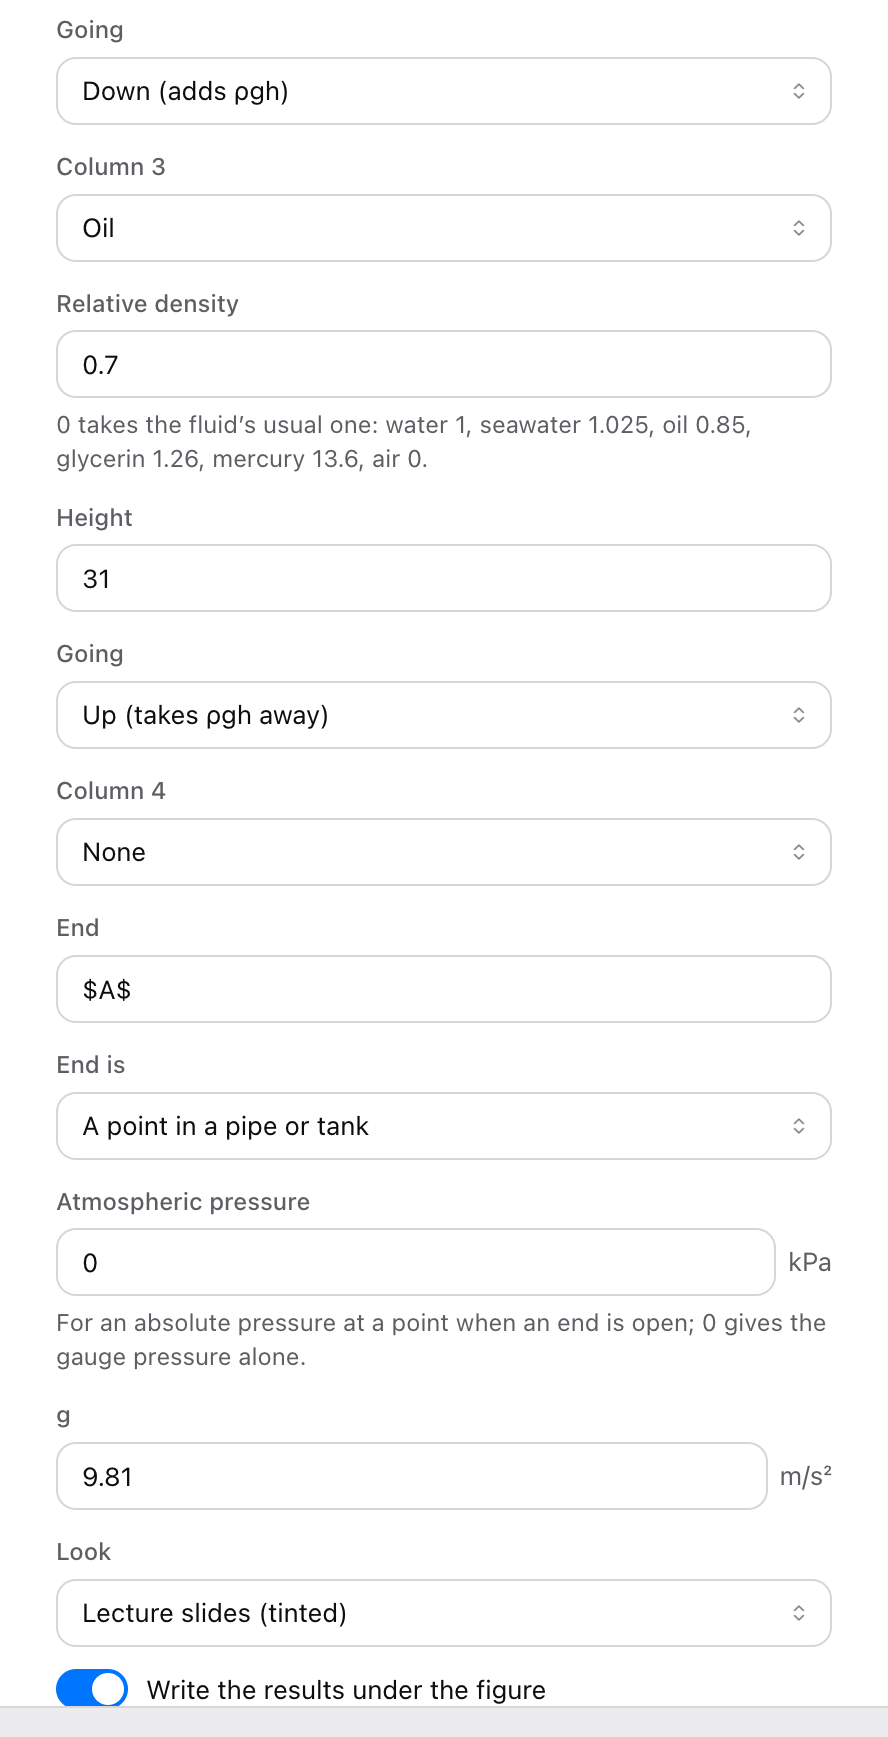 Going
Down (adds ρgh)
Column 3
Oil
Relative density
0.7
0 takes the fluid’s usual one: water 1, seawater 1.025, oil 0.85,
glycerin 1.26, mercury 13.6, air 0.
Height
31
Going
Up (takes ρgh away)
Column 4
None
End
$A$
End is
A point in a pipe or tank
Atmospheric pressure
0 kPa
For an absolute pressure at a point when an end is open; 0 gives the
gauge pressure alone.
g
9.81 m/s²
Look
Lecture slides (tinted)
Write the results under the figure